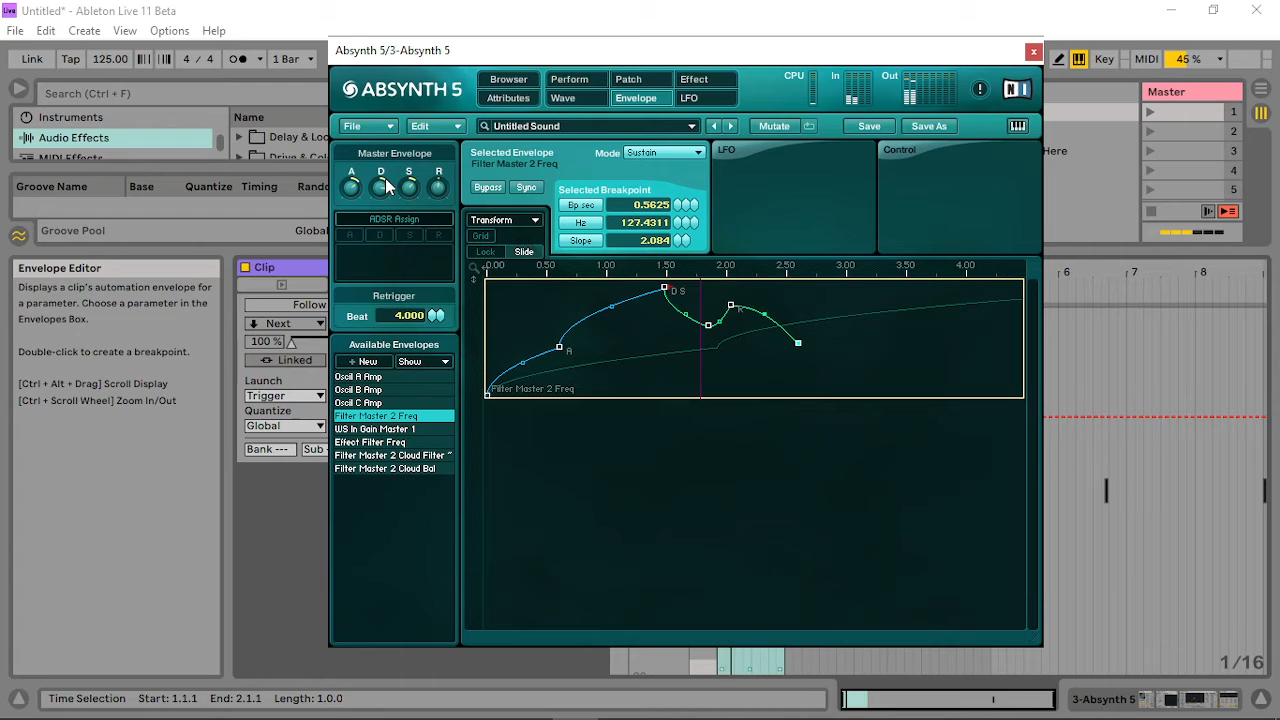 Untitled* - Ableton Live 11 Beta
File Edit Create View Options Help
Link Tap 125.00 4 / 4 1 Bar Key MIDI 45 %
Search (Ctrl + F)
Instruments
Audio Effects
MIDI Effects
Name
Delay & Loo
Groove Name Base Quantize Timing Rando
Groove Pool Global
Envelope Editor
Displays a clip's automation envelope for
a parameter. Choose a parameter in the
Envelopes Box.
Double-click to create a breakpoint.
[Ctrl + Alt + Drag] Scroll Display
[Ctrl + Scroll Wheel] Zoom In/Out
Clip
Follow
Next
100 %
Linked
Launch
Trigger
Quantize
Global
Bank --- Sub -
Absynth 5/3-Absynth 5
x
ABSYNTH 5
Browser Perform Patch Effect
Attributes Wave Envelope LFO
CPU In Out
!
File Edit Untitled Sound Mutate Save Save As
Master Envelope
A D S R
ADSR Assign
A D S R
Retrigger
Beat 4.000
Available Envelopes
+ New Show
Oscil A Amp
Oscil B Amp
Oscil C Amp
Filter Master 2 Freq
WS In Gain Master 1
Effect Filter Freq
Filter Master 2 Cloud Filter ~
Filter Master 2 Cloud Bal
Selected Envelope Mode Sustain
Filter Master 2 Freq
Bypass Sync
Selected Breakpoint
Bp sec 0.5625
Hz 127.4311
Slope 2.084
Transform
Grid
Lock Slide
LFO
Control
0.00 0.50 1.00 1.50 2.00 2.50 3.00 3.50 4.00
D S
R
A
Filter Master 2 Freq
Master
1
2
3
4
5
Here
6 7 8
1/16
Time Selection Start: 1.1.1 End: 2.1.1 Length: 1.0.0
3-Absynth 5